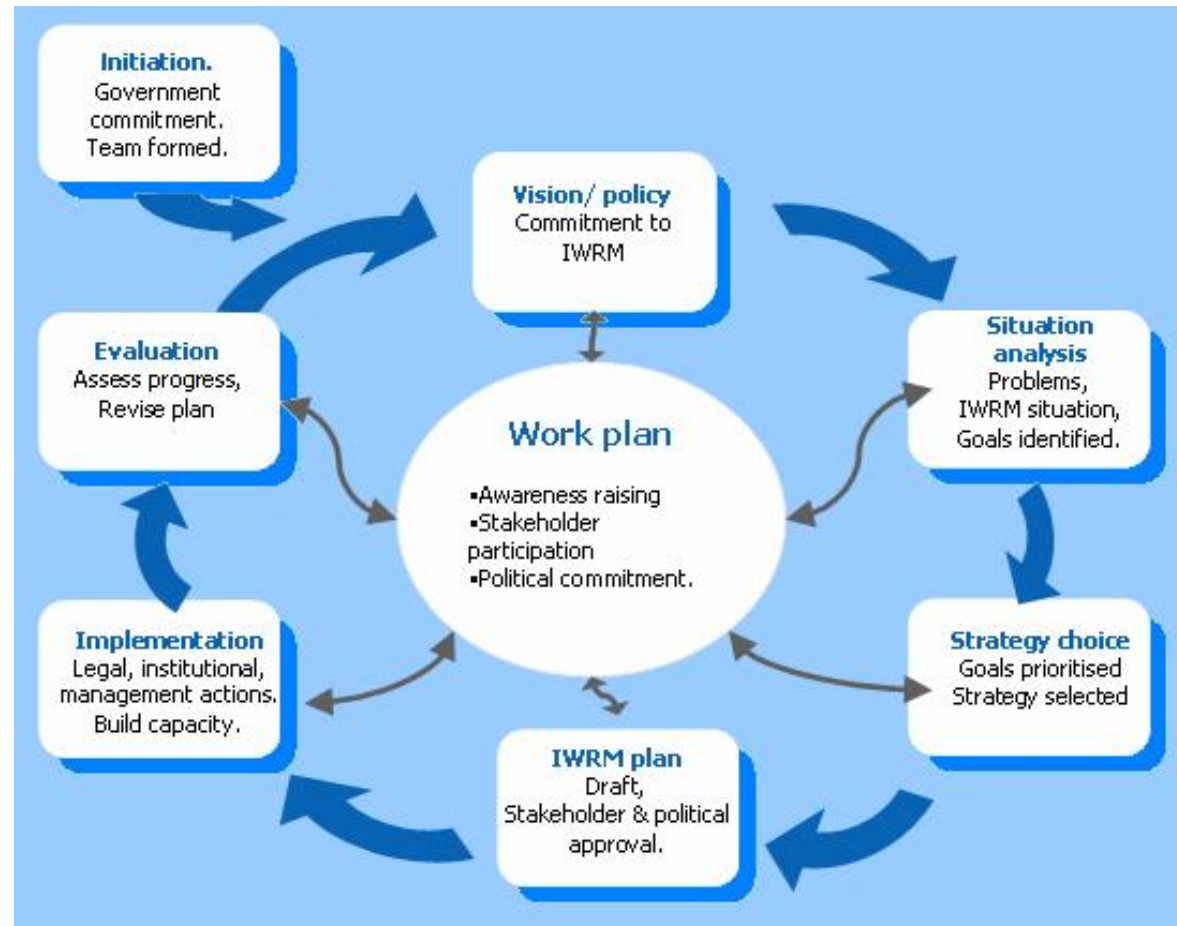 Initiation.
Government
commitment.
Team formed.
Vision/ policy
Commitment to
IWRM
Situation
analysis
Problems,
IWRM situation,
Goals identified.
Evaluation
Assess progress,
Revise plan
Work plan
▪Awareness raising
▪Stakeholder
participation
▪Political commitment.
Implementation
Legal, institutional,
management actions.
Build capacity.
Strategy choice
Goals prioritised
Strategy selected
IWRM plan
Draft,
Stakeholder & political
approval.